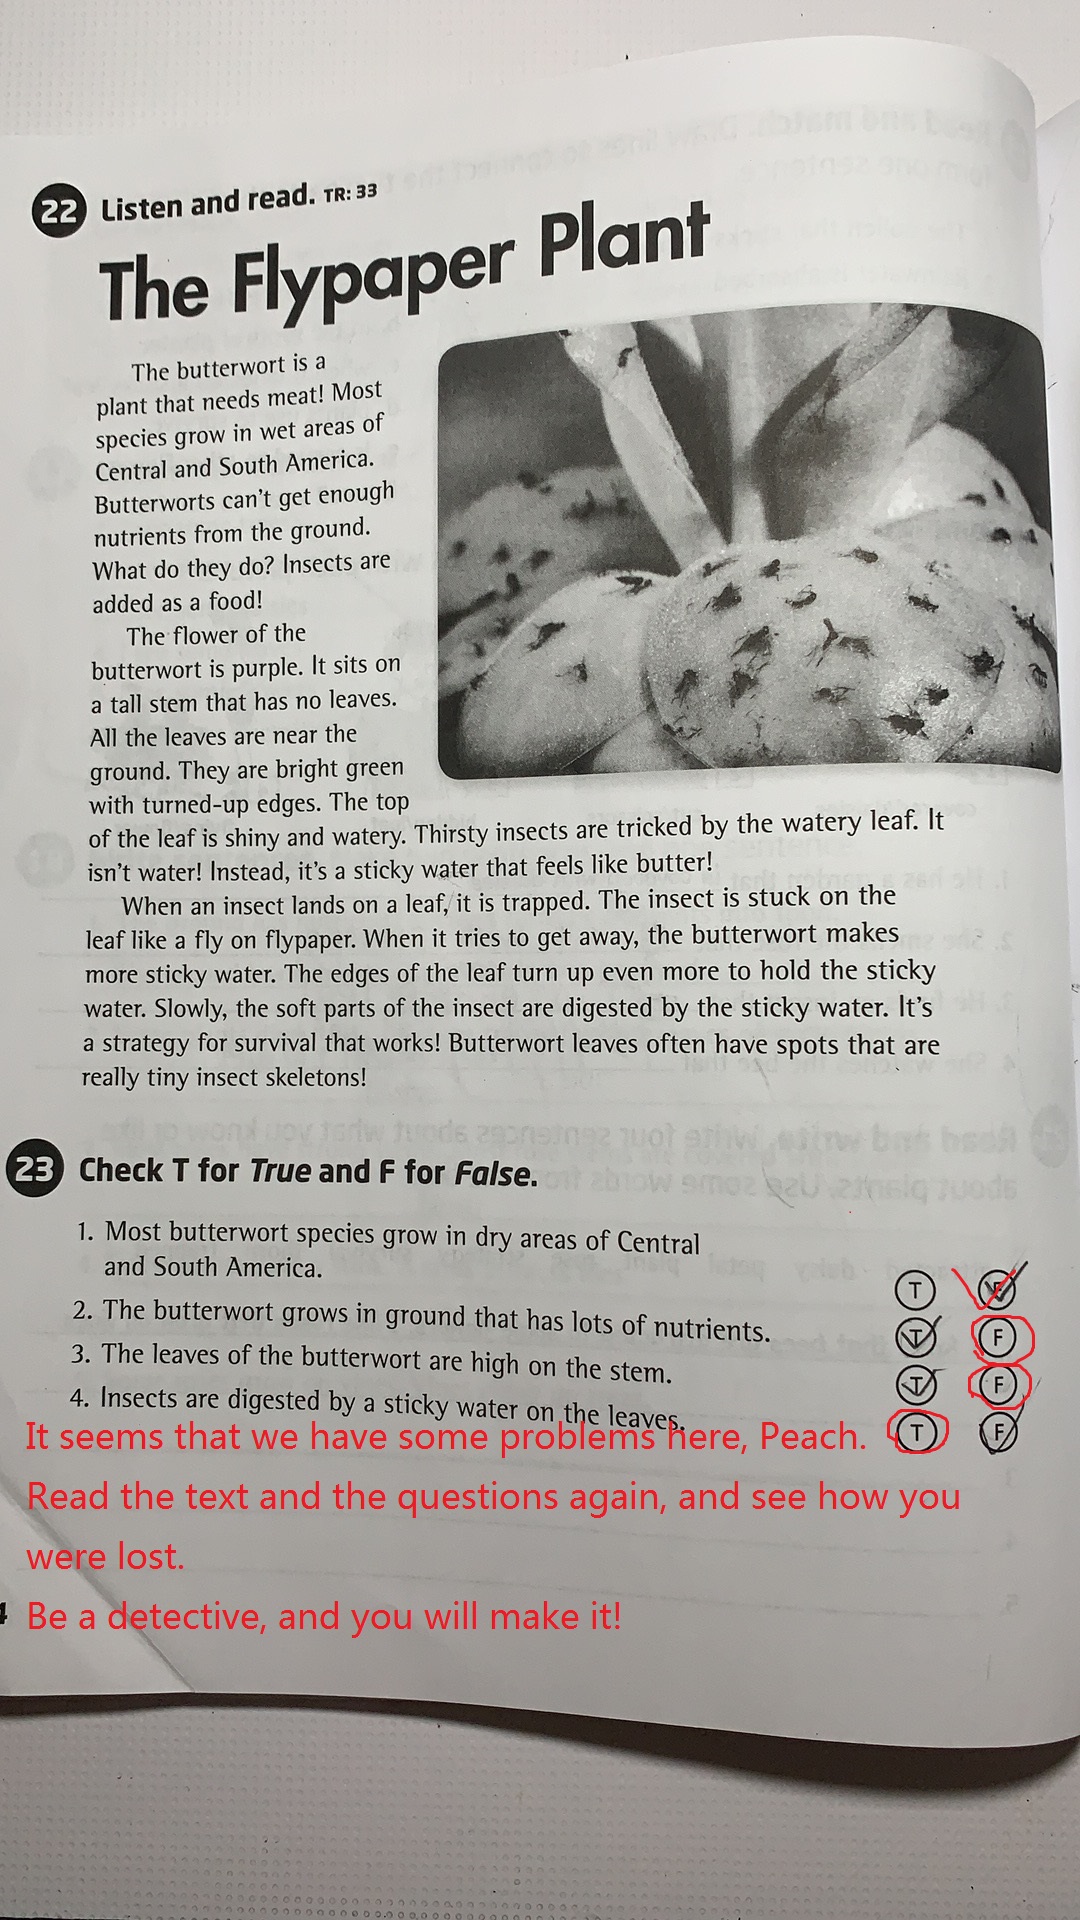 22 Listen and read. TR: 33
The Flypaper Plant
The butterwort is a
plant that needs meat! Most
species grow in wet areas of
Central and South America.
Butterworts can't get enough
nutrients from the ground.
What do they do? Insects are
added as a food!
The flower of the
butterwort is purple. It sits on
a tall stem that has no leaves.
All the leaves are near the
ground. They are bright green
with turned-up edges. The top
of the leaf is shiny and watery. Thirsty insects are tricked by the watery leaf. It
isn't water! Instead, it's a sticky water that feels like butter!
When an insect lands on a leaf, it is trapped. The insect is stuck on the
leaf like a fly on flypaper. When it tries to get away, the butterwort makes
more sticky water. The edges of the leaf turn up even more to hold the sticky
water. Slowly, the soft parts of the insect are digested by the sticky water. It's
a strategy for survival that works! Butterwort leaves often have spots that are
really tiny insect skeletons!
23 Check T for True and F for False.
1. Most butterwort species grow in dry areas of Central
and South America.
T F
2. The butterwort grows in ground that has lots of nutrients. T F
3. The leaves of the butterwort are high on the stem. T F
4. Insects are digested by a sticky water on the leaves. T F
It seems that we have some problems here, Peach.
Read the text and the questions again, and see how you
were lost.
Be a detective, and you will make it!